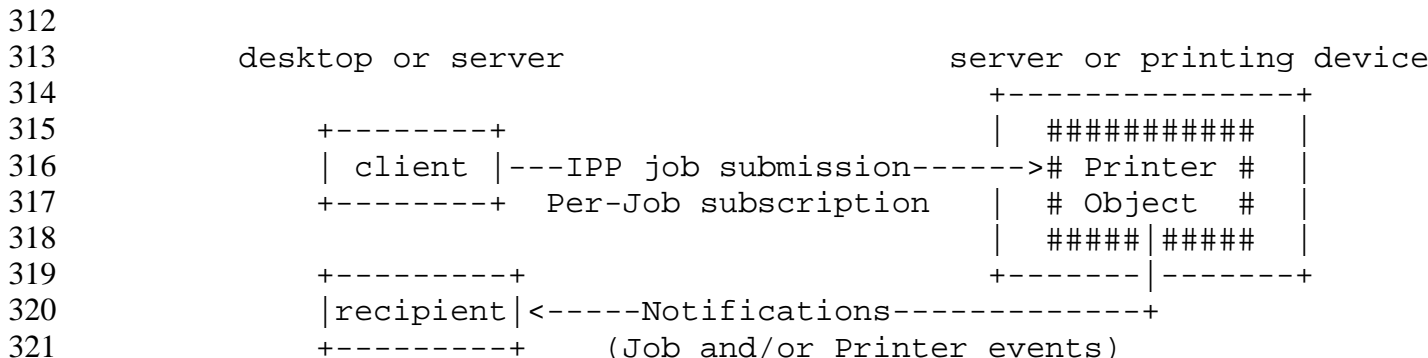 312
313          desktop or server                       server or printing device
314                                                    +---------------+
315               +--------+                           |  ###########  |
316               | client |---IPP job submission------># Printer #  |
317               +--------+  Per-Job subscription   |  # Object  #  |
318                                                    |  #####|#####  |
319               +---------+                          +-------|-------+
320               |recipient|<-----Notifications------------+
321               +---------+    (Job and/or Printer events)